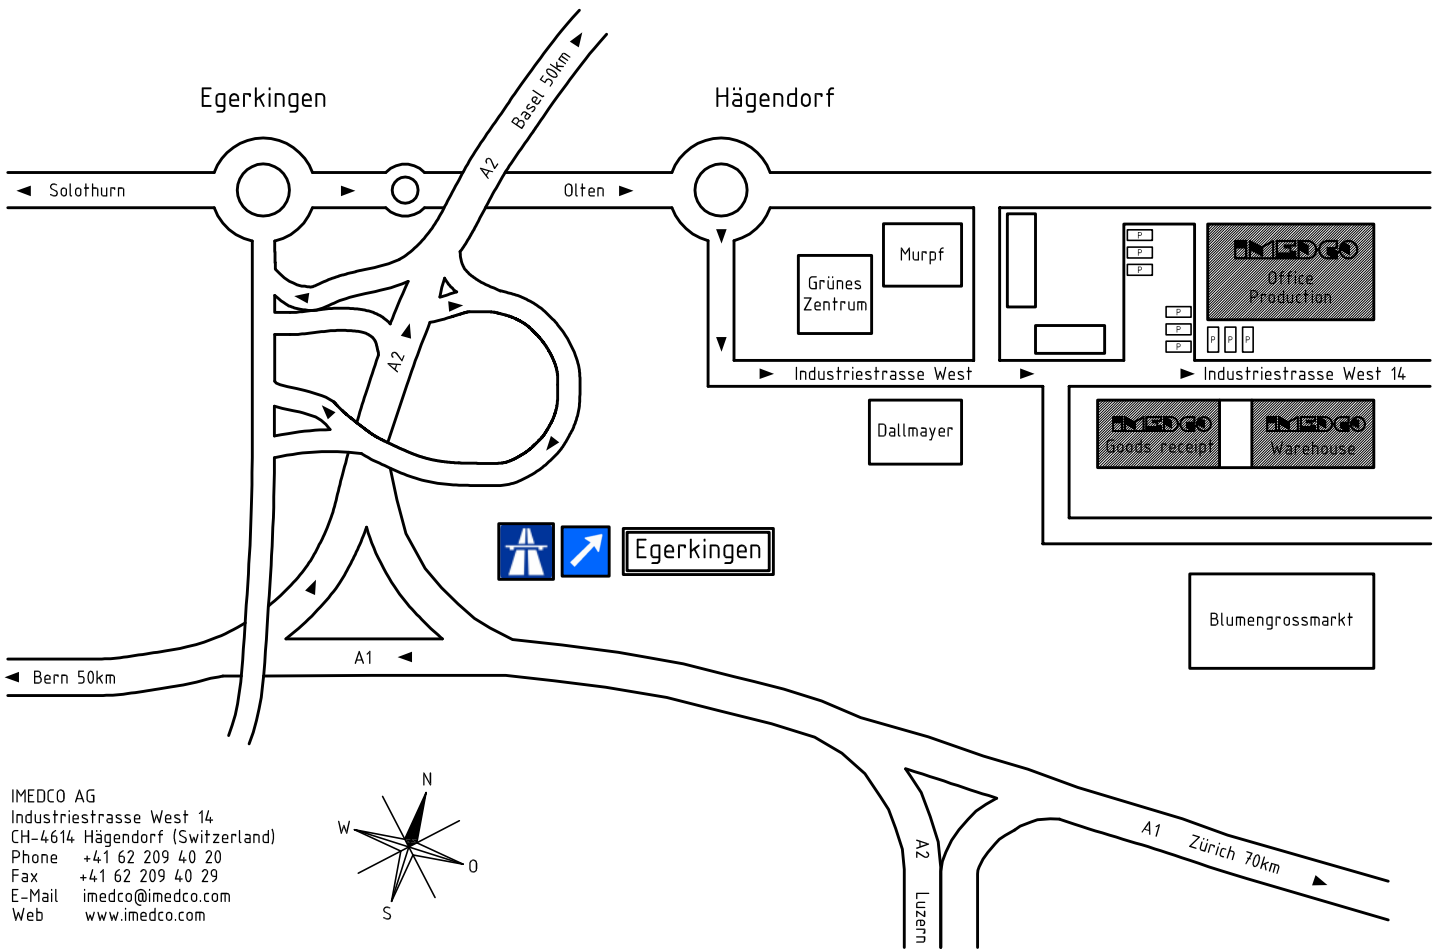 Egerkingen
Hägendorf
Basel 50km
A2
Solothurn
Olten
Murpf
Grünes
Zentrum
P
P
P
P
P
P
P
P
P
IMEDCO
Office
Production
A2
Industriestrasse West
Industriestrasse West 14
Dallmayer
IMEDCO
Goods receipt
IMEDCO
Warehouse
Egerkingen
Blumengrossmarkt
A1
Bern 50km
A1
Zürich 70km
A2
Luzern
N
W
O
S
IMEDCO AG
Industriestrasse West 14
CH-4614 Hägendorf (Switzerland)
Phone +41 62 209 40 20
Fax +41 62 209 40 29
E-Mail imedco@imedco.com
Web www.imedco.com